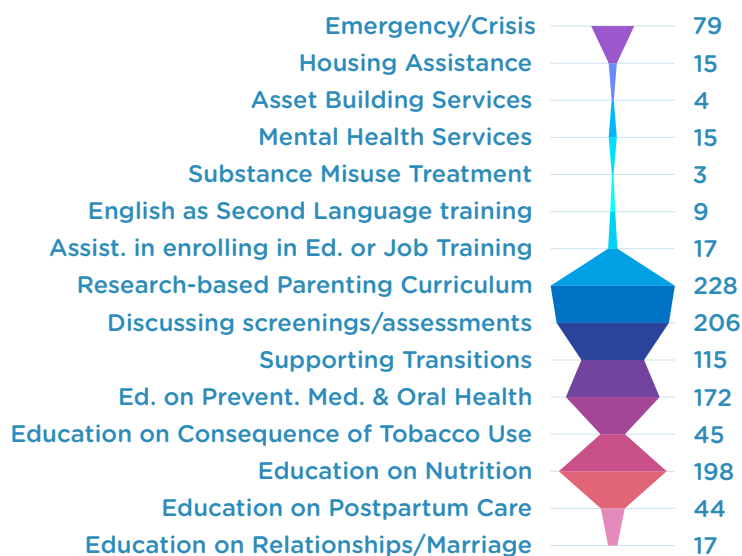 Emergency/Crisis 79
Housing Assistance 15
Asset Building Services 4
Mental Health Services 15
Substance Misuse Treatment 3
English as Second Language training 9
Assist. in enrolling in Ed. or Job Training 17
Research-based Parenting Curriculum 228
Discussing screenings/assessments 206
Supporting Transitions 115
Ed. on Prevent. Med. & Oral Health 172
Education on Consequence of Tobacco Use 45
Education on Nutrition 198
Education on Postpartum Care 44
Education on Relationships/Marriage 17